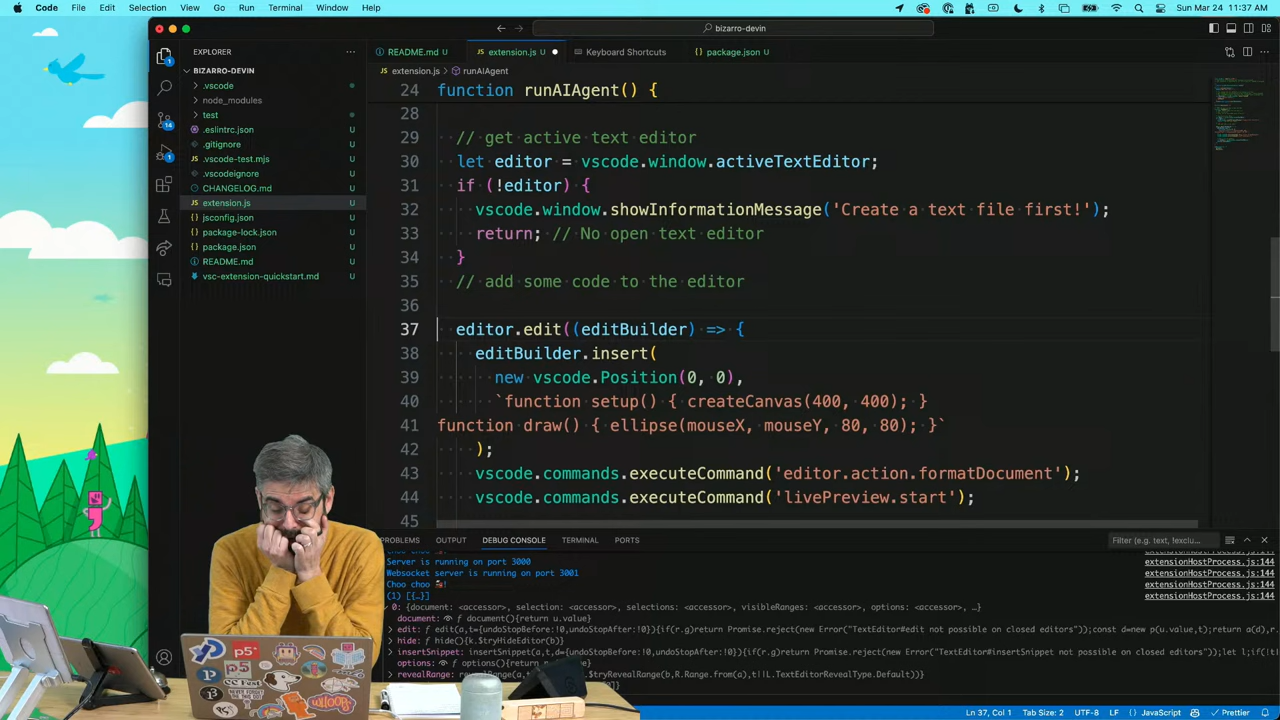 Code File Edit Selection View Go Run Terminal Window Help
Sun Mar 24 11:37 AM
bizarro-devin
EXPLORER
BIZARRO-DEVIN
.vscode
node_modules
test
.eslintrc.json U
.gitignore U
.vscode-test.mjs U
.vscodeignore U
CHANGELOG.md U
extension.js U
jsconfig.json U
package-lock.json U
package.json U
README.md U
vsc-extension-quickstart.md U
README.md U
extension.js U
Keyboard Shortcuts
package.json U
extension.js > runAIAgent
24 function runAIAgent() {
28
29 // get active text editor
30 let editor = vscode.window.activeTextEditor;
31 if (!editor) {
32 vscode.window.showInformationMessage('Create a text file first!');
33 return; // No open text editor
34 }
35 // add some code to the editor
36
37 editor.edit((editBuilder) => {
38 editBuilder.insert(
39 new vscode.Position(0, 0),
40 `function setup() { createCanvas(400, 400); }
41 function draw() { ellipse(mouseX, mouseY, 80, 80); }`
42 );
43 vscode.commands.executeCommand('editor.action.formatDocument');
44 vscode.commands.executeCommand('livePreview.start');
45
PROBLEMS OUTPUT DEBUG CONSOLE TERMINAL PORTS
Filter (e.g. text, !exclu...
Server is running on port 3000 extensionHostProcess.js:144
Websocket server is running on port 3001 extensionHostProcess.js:144
Choo choo 🚂! extensionHostProcess.js:144
(1) [{…}] extensionHostProcess.js:144
0: {document: <accessor>, selection: <accessor>, selections: <accessor>, visibleRanges: <accessor>, options: <accessor>, …}
document: document(){return u.value}
edit: ƒ edit(a,t={undoStopBefore:!0,undoStopAfter:!0}){if(r.g)return Promise.reject(new Error("TextEditor#edit not possible on closed editors"));const d=new p(u.value,t);return a(d),r.
hide: ƒ hide(){k.$tryHideEditor(b)}
insertSnippet: insertSnippet(a,t,d={undoStopBefore:!0,undoStopAfter:!0}){if(r.g)return Promise.reject(new Error("TextEditor#insertSnippet not possible on closed editors"));let l;if(!t
options: ƒ options(){return
revealRange: .$tryRevealRange(b,R.Range.from(a),t||L.TextEditorRevealType.Default))}
p5*
NEVER FORGET THE DOT ORG
Ln 37, Col 1 Tab Size: 2 UTF-8 LF {} JavaScript Prettier